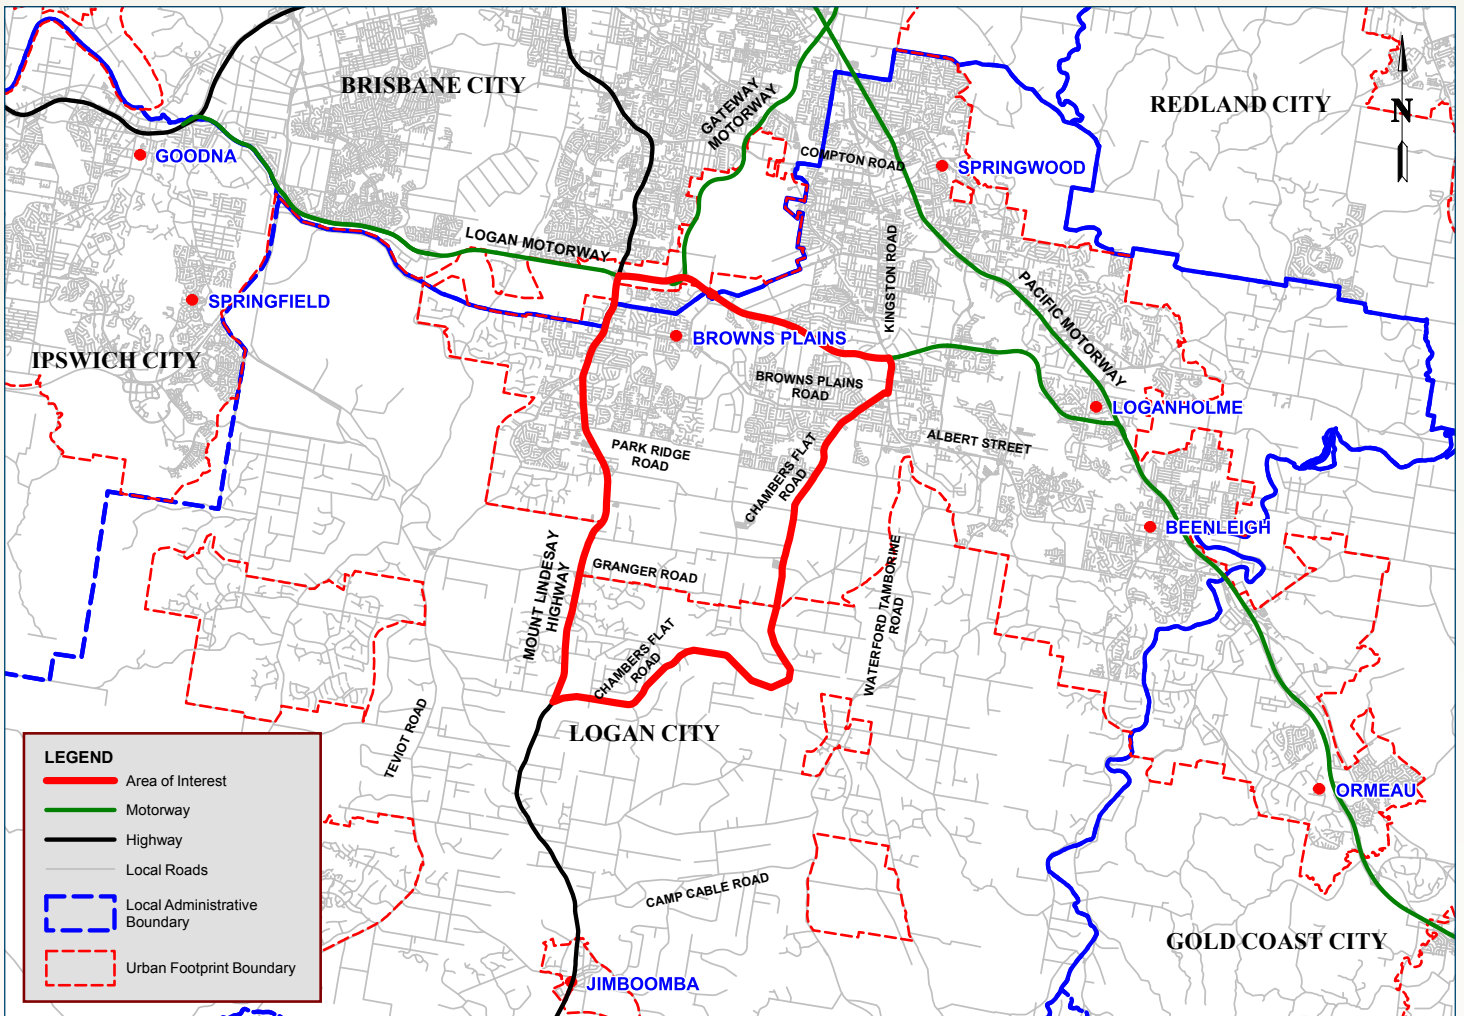 BRISBANE CITY
REDLAND CITY
N
GATEWAY
MOTORWAY
COMPTON ROAD
GOODNA
SPRINGWOOD
LOGAN MOTORWAY
KINGSTON ROAD
PACIFIC MOTORWAY
SPRINGFIELD
BROWNS PLAINS
IPSWICH CITY
BROWNS PLAINS
ROAD
LOGANHOLME
ALBERT STREET
PARK RIDGE
ROAD
CHAMBERS FLAT
ROAD
BEENLEIGH
MOUNT LINDESAY
HIGHWAY
GRANGER ROAD
WATERFORD TAMBORINE
ROAD
CHAMBERS FLAT
ROAD
LOGAN CITY
TEVIOT ROAD
ORMEAU
CAMP CABLE ROAD
GOLD COAST CITY
JIMBOOMBA
LEGEND
Area of Interest
Motorway
Highway
Local Roads
Local Administrative
Boundary
Urban Footprint Boundary